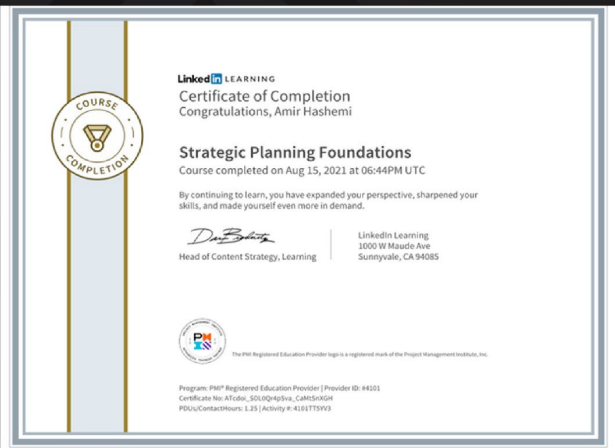 COURSE
COMPLETION
Linked in LEARNING
Certificate of Completion
Congratulations, Amir Hashemi
Strategic Planning Foundations
Course completed on Aug 15, 2021 at 06:44PM UTC
By continuing to learn, you have expanded your perspective, sharpened your
skills, and made yourself even more in demand.
Head of Content Strategy, Learning
LinkedIn Learning
1000 W Maude Ave
Sunnyvale, CA 94085
PM
The PMI Registered Education Provider logo is a registered mark of the Project Management Institute, Inc.
Program: PMI® Registered Education Provider | Provider ID: #4101
Certificate No:
PDUs/ContactHours: 1.25 | Activity #: 4101TT5YV3